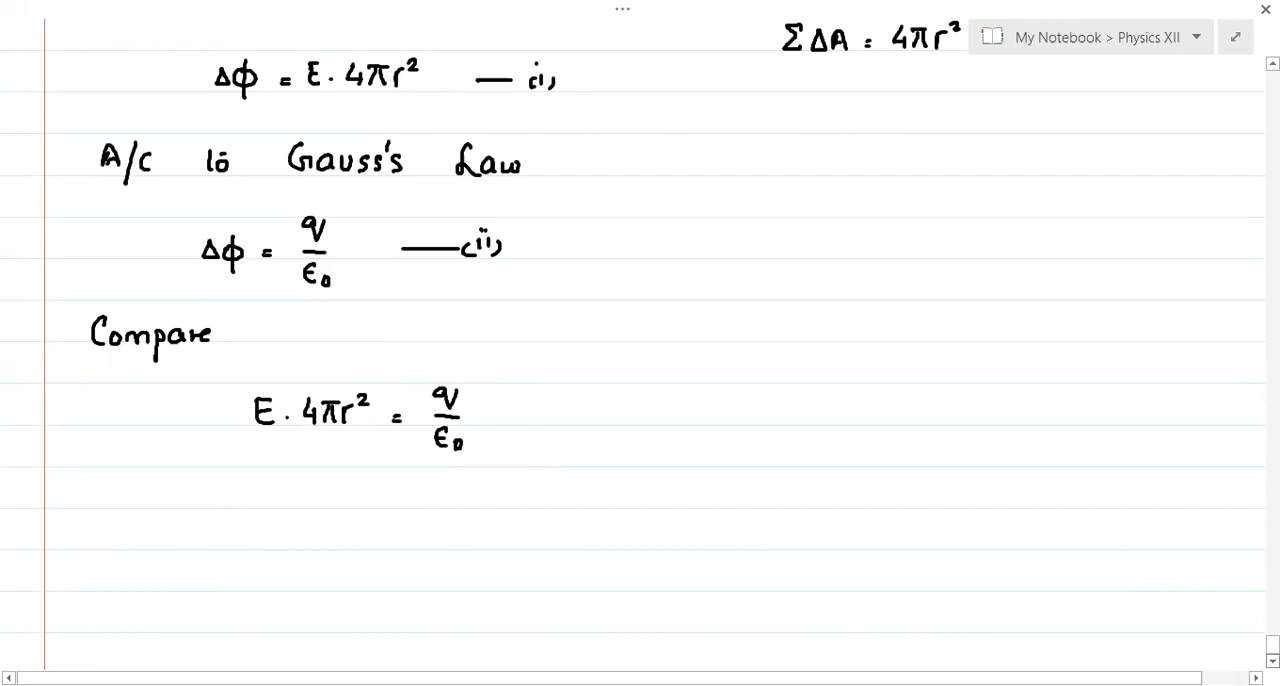 ΣΔA = 4πr²
My Notebook > Physics XII
Δϕ = E · 4πr² — (i)
A/C to Gauss's Law
Δϕ = q/ε₀ — (ii)
Compare
E · 4πr² = q/ε₀